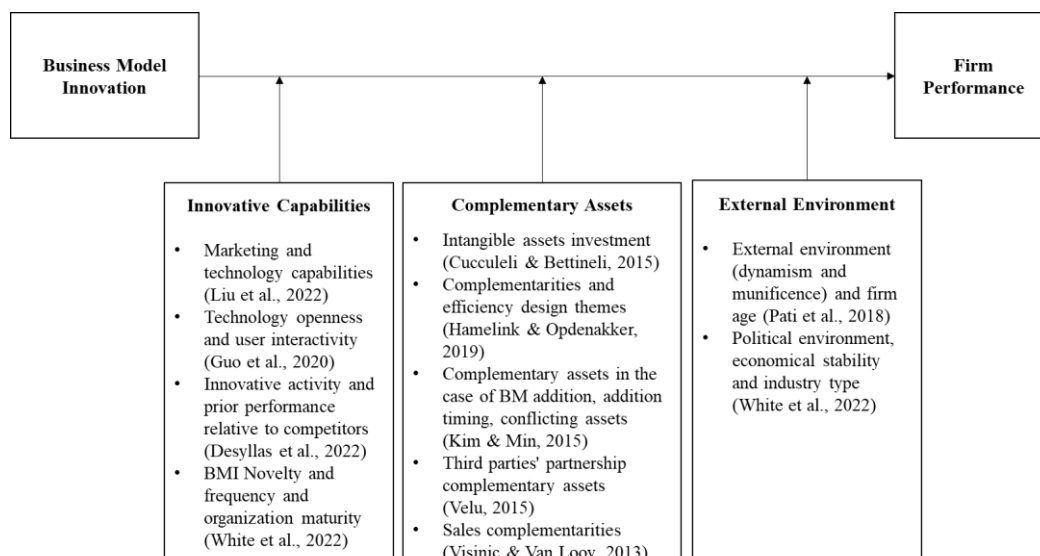 Business Model
Innovation
Firm
Performance
Innovative Capabilities
• Marketing and
technology capabilities
(Liu et al., 2022)
• Technology openness
and user interactivity
(Guo et al., 2020)
• Innovative activity and
prior performance
relative to competitors
(Desyllas et al., 2022)
• BMI Novelty and
frequency and
organization maturity
(White et al., 2022)
Complementary Assets
• Intangible assets investment
(Cucculeli & Bettineli, 2015)
• Complementarities and
efficiency design themes
(Hamelink & Opdenakker,
2019)
• Complementary assets in the
case of BM addition, addition
timing, conflicting assets
(Kim & Min, 2015)
• Third parties' partnership
complementary assets
(Velu, 2015)
• Sales complementarities
(Visinic & Van Looy, 2013)
External Environment
• External environment
(dynamism and
munificence) and firm
age (Pati et al., 2018)
• Political environment,
economical stability
and industry type
(White et al., 2022)